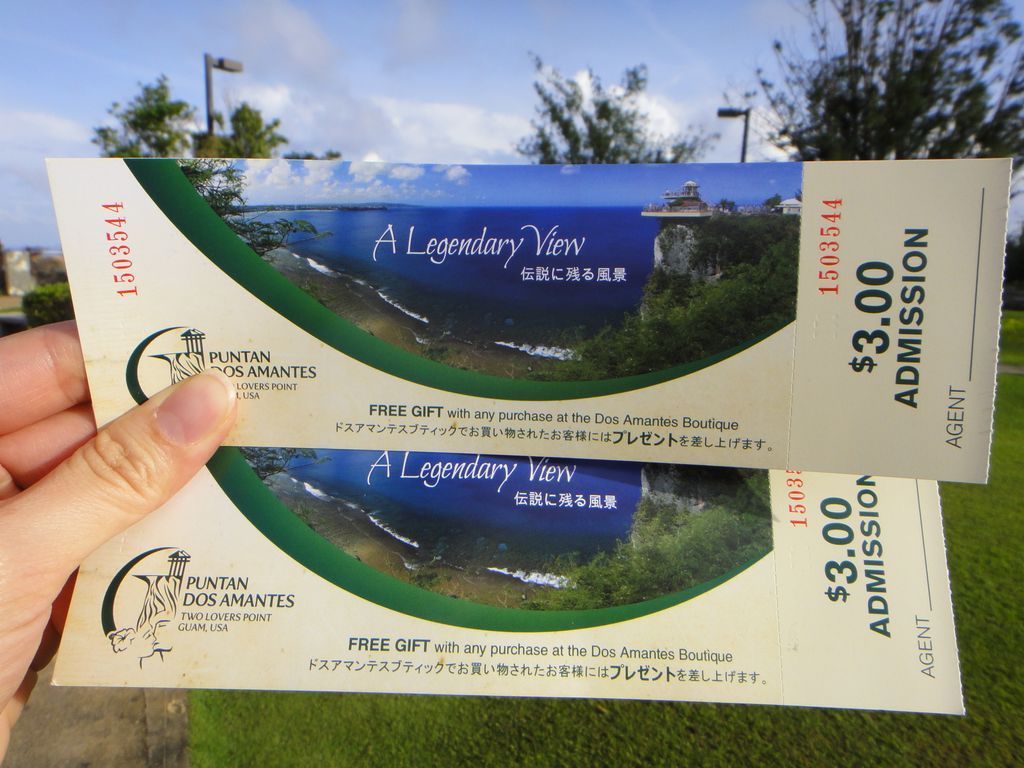 1503544
A Legendary View
伝説に残る風景
PUNTAN
DOS AMANTES
LOVERS POINT
USA
FREE GIFT with any purchase at the Dos Amantes Boutique
ドスアマンテスブティックでお買い物されたお客様にはプレゼントを差し上げます。
1503544
$3.00
ADMISSION
AGENT
A Legendary View
伝説に残る風景
PUNTAN
DOS AMANTES
TWO LOVERS POINT
GUAM, USA
FREE GIFT with any purchase at the Dos Amantes Boutique
ドスアマンテスブティックでお買い物されたお客様にはプレゼントを差し上げます。
15035
$3.00
ADMISSION
AGENT